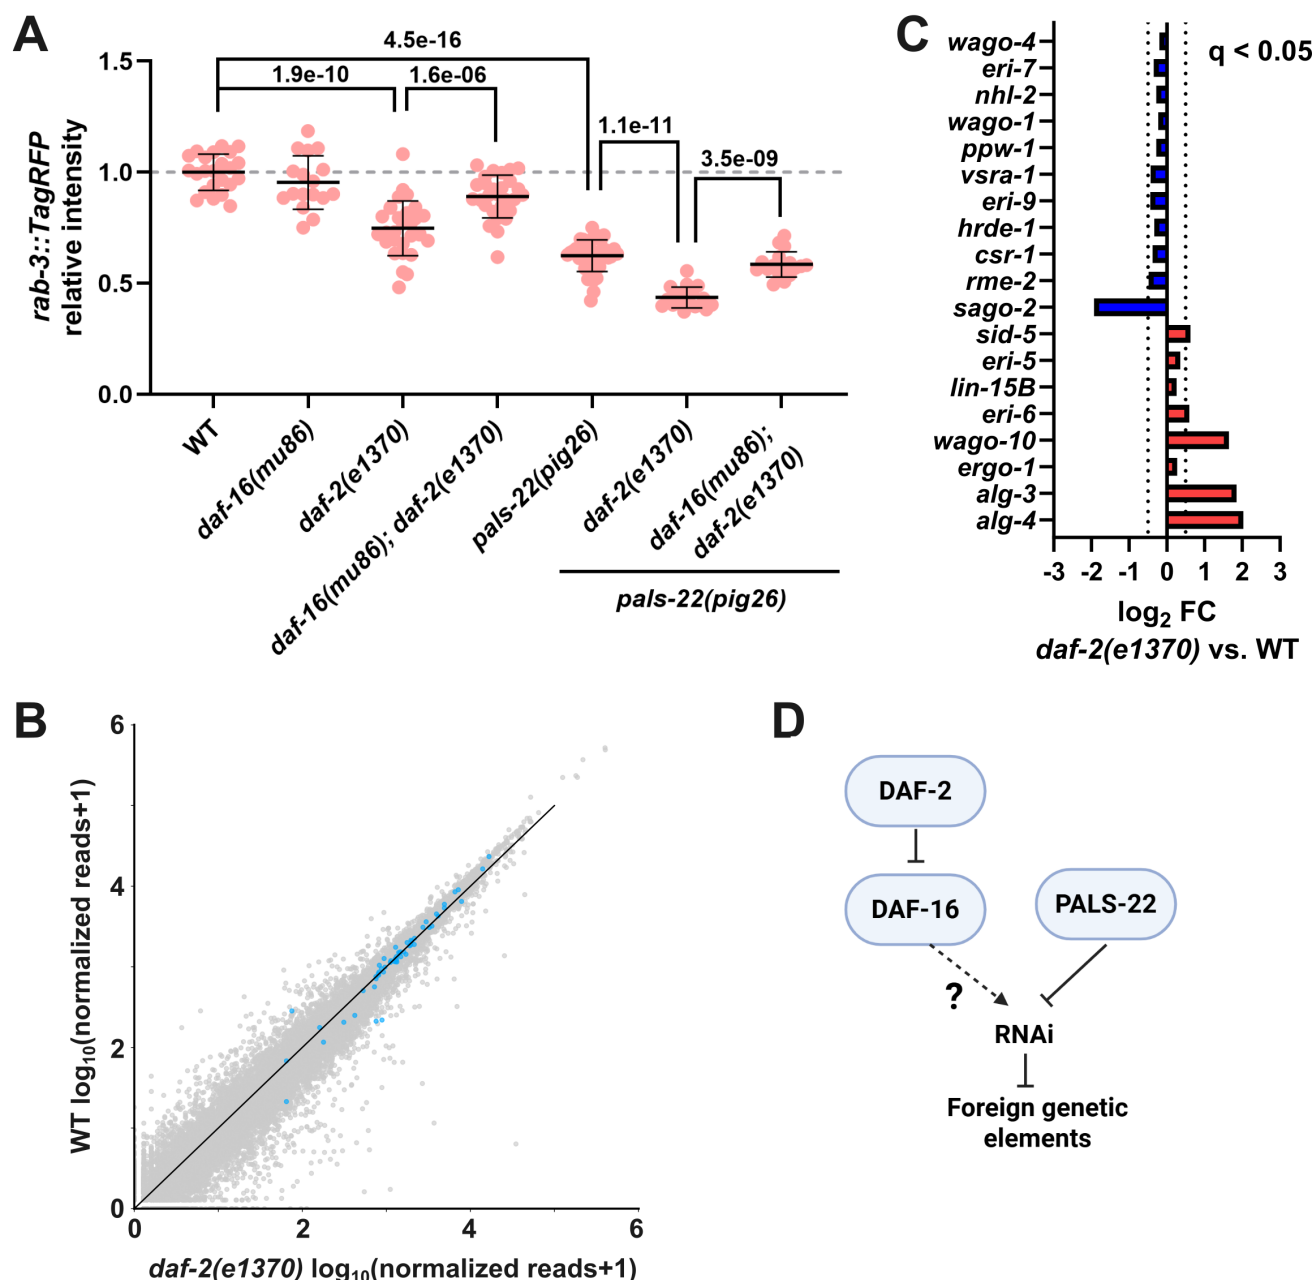 A
4.5e-16
1.9e-10
1.6e-06
1.1e-11
3.5e-09
rab-3::TagRFP
relative intensity
1.5
1.0
0.5
0.0
WT
daf-16(mu86)
daf-2(e1370)
daf-16(mu86); daf-2(e1370)
pals-22(pig26)
daf-2(e1370)
daf-16(mu86);
daf-2(e1370)
pals-22(pig26)
C
q < 0.05
wago-4
eri-7
nhl-2
wago-1
ppw-1
vsra-1
eri-9
hrde-1
csr-1
rme-2
sago-2
sid-5
eri-5
lin-15B
eri-6
wago-10
ergo-1
alg-3
alg-4
-3 -2 -1 0 1 2 3
log₂ FC
daf-2(e1370) vs. WT
B
WT log₁₀(normalized reads+1)
6
4
2
0
0 2 4 6
daf-2(e1370) log₁₀(normalized reads+1)
D
DAF-2
DAF-16
PALS-22
?
RNAi
Foreign genetic
elements